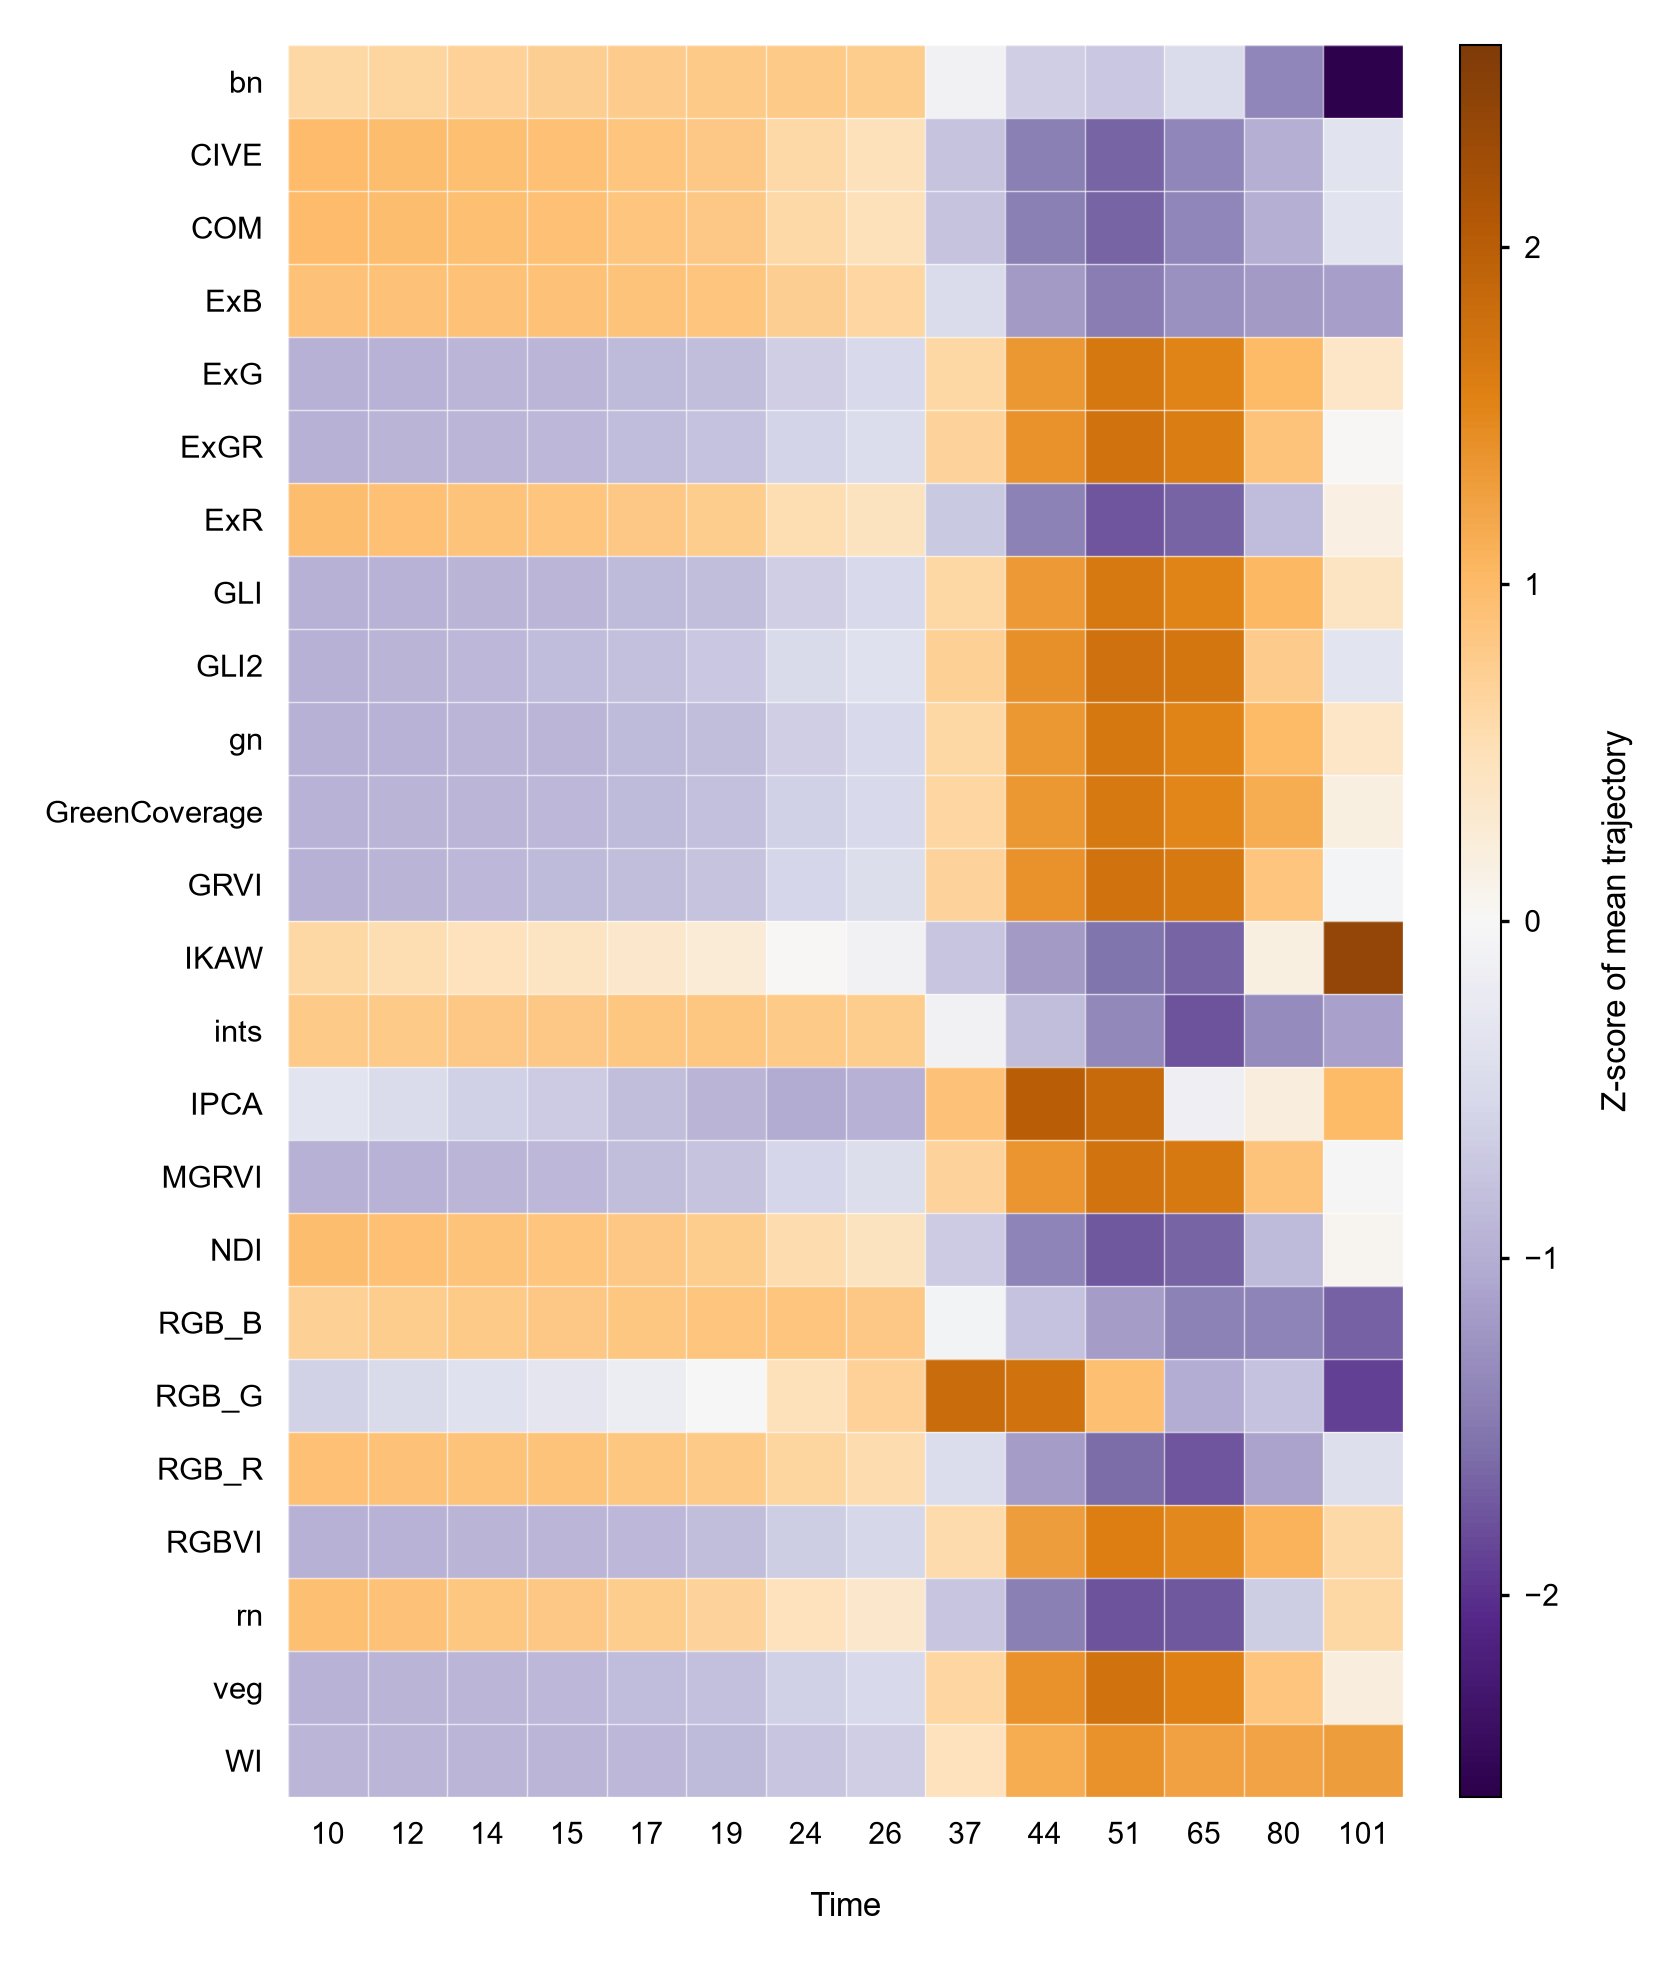 bn
CIVE
COM
ExB
ExG
ExGR
ExR
GLI
GLI2
gn
GreenCoverage
GRVI
IKAW
ints
IPCA
MGRVI
NDI
RGB_B
RGB_G
RGB_R
RGBVI
rn
veg
WI
10 12 14 15 17 19 24 26 37 44 51 65 80 101
Time
2
1
0
−1
−2
Z-score of mean trajectory